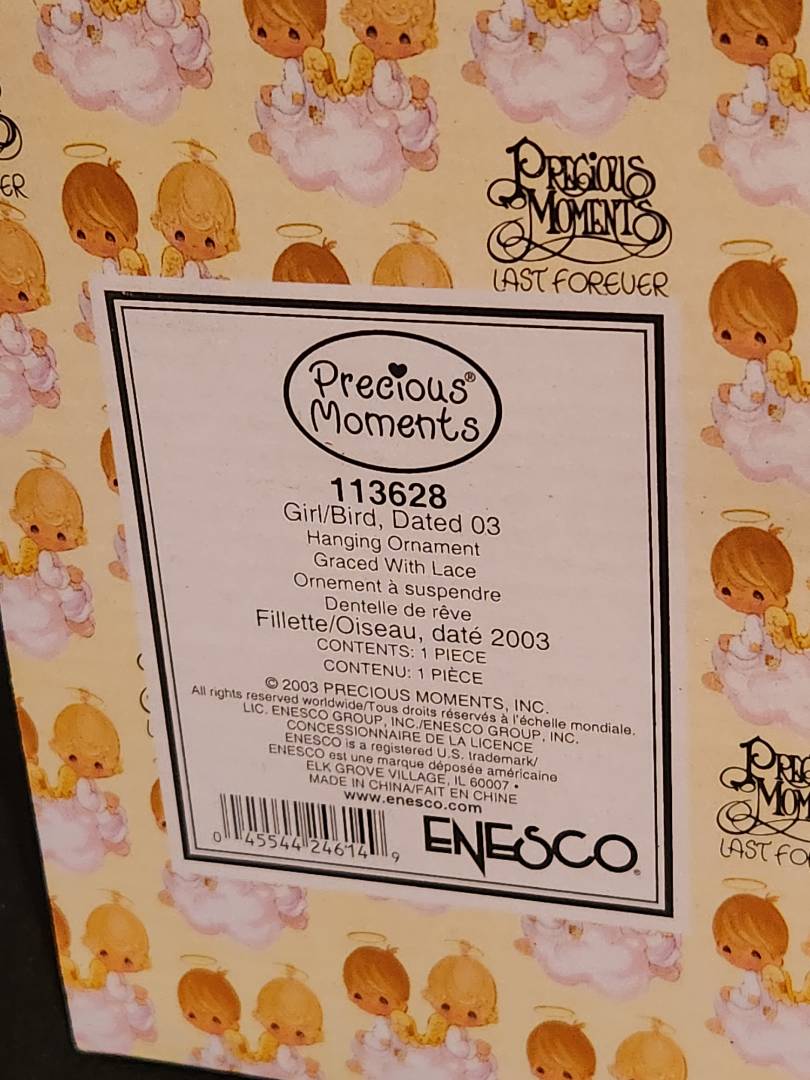 ER
PRECIOUS
MOMENTS
LAST FOREVER
Precious®
Moments
113628
Girl/Bird, Dated 03
Hanging Ornament
Graced With Lace
Ornement à suspendre
Dentelle de rêve
Fillette/Oiseau, daté 2003
CONTENTS: 1 PIECE
CONTENU: 1 PIÈCE
© 2003 PRECIOUS MOMENTS, INC.
All rights reserved worldwide/Tous droits réservés à l'échelle mondiale.
LIC. ENESCO GROUP, INC./ENESCO GROUP, INC.
CONCESSIONNAIRE DE LA LICENCE
ENESCO is a registered U.S. trademark/
ENESCO est une marque déposée américaine
ELK GROVE VILLAGE, IL 60007 •
MADE IN CHINA/FAIT EN CHINE
www.enesco.com
0 45544 24614 9
ENESCO®
PREC
MOM
LAST FO